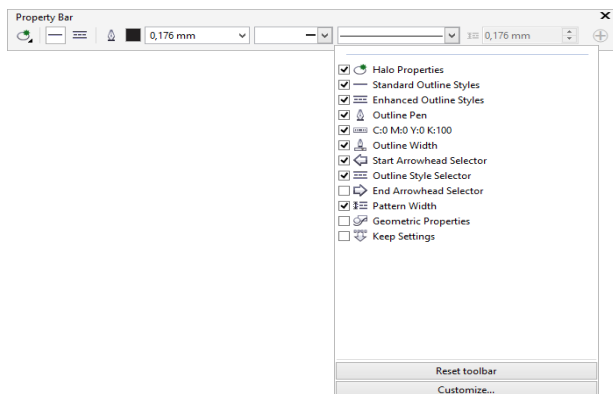 Property Bar
0,176 mm
0,176 mm
Halo Properties
Standard Outline Styles
Enhanced Outline Styles
Outline Pen
C:0 M:0 Y:0 K:100
Outline Width
Start Arrowhead Selector
Outline Style Selector
End Arrowhead Selector
Pattern Width
Geometric Properties
Keep Settings
Reset toolbar
Customize...